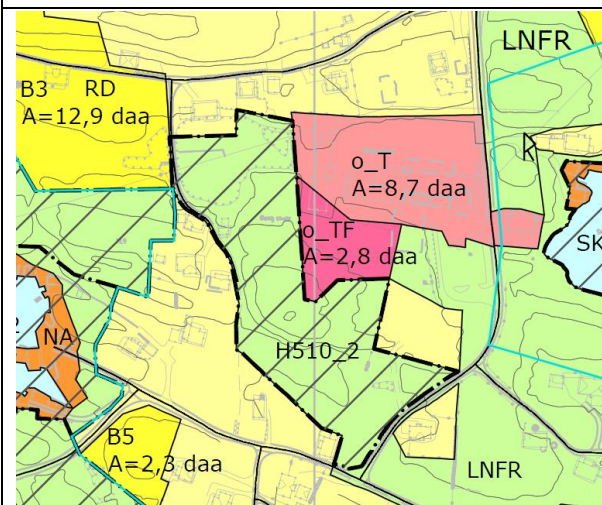 LNFR
B3 RD
A=12,9 daa
o_T
A=8,7 daa
o_TF
A=2,8 daa
SK
NA
H510_2
B5
A=2,3 daa
LNFR